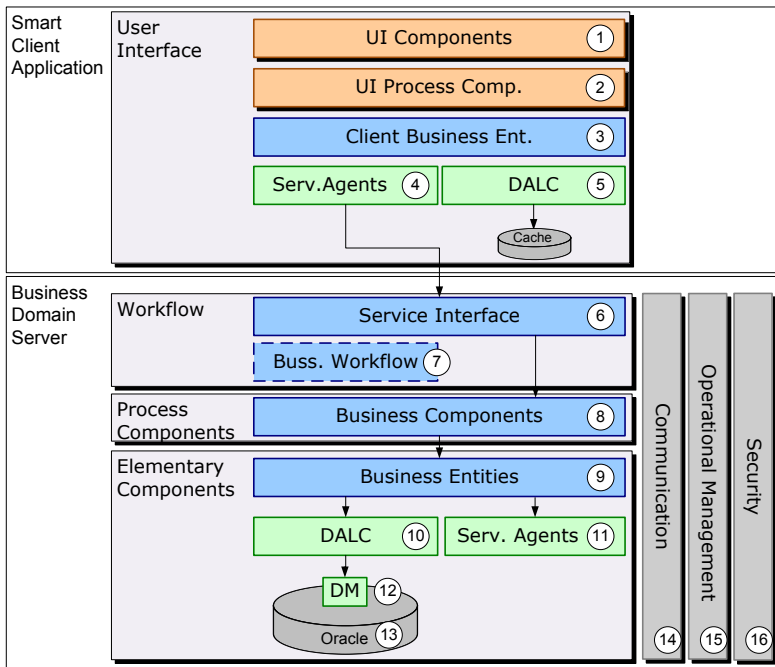 Smart
Client
Application
User
Interface
UI Components 1
UI Process Comp. 2
Client Business Ent. 3
Serv.Agents 4
DALC 5
Cache
Business
Domain
Server
Workflow
Service Interface 6
Buss. Workflow 7
Process
Components
Business Components 8
Elementary
Components
Business Entities 9
DALC 10
Serv. Agents 11
DM 12
Oracle 13
Communication 14
Operational Management 15
Security 16